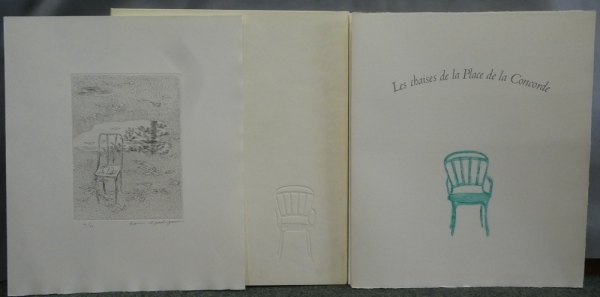 Les chaises de la Place de la Concorde